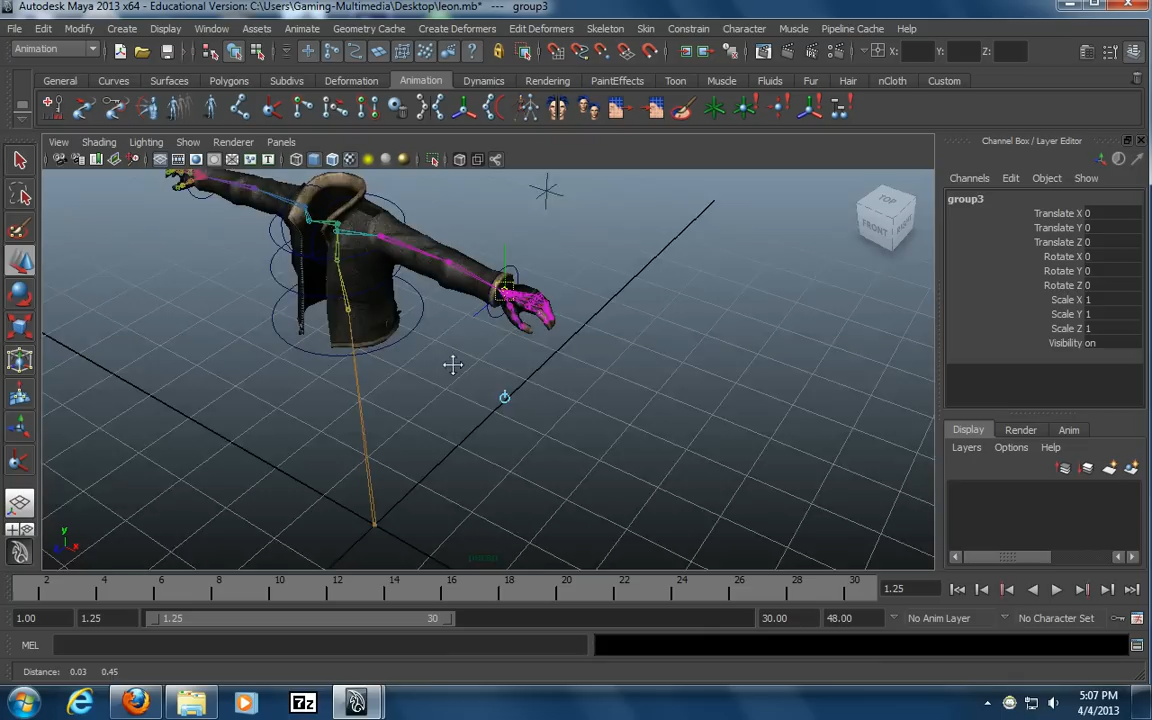 Autodesk Maya 2013 x64 - Educational Version: C:\Users\Gaming-Multimedia\Desktop\leon.mb* --- group3
File Edit Modify Create Display Window Assets Animate Geometry Cache Create Deformers Edit Deformers Skeleton Skin Constrain Character Muscle Pipeline Cache Help
Animation X: Y: Z:
General Curves Surfaces Polygons Subdivs Deformation Animation Dynamics Rendering PaintEffects Toon Muscle Fluids Fur Hair nCloth Custom
View Shading Lighting Show Renderer Panels
Channel Box / Layer Editor
Channels Edit Object Show
group3
Translate X 0
Translate Y 0
Translate Z 0
Rotate X 0
Rotate Y 0
Rotate Z 0
Scale X 1
Scale Y 1
Scale Z 1
Visibility on
TOP
FRONT
RIGHT
Display Render Anim
Layers Options Help
y
x
persp
2 4 6 8 10 12 14 16 18 20 22 24 26 28 30 1.25
1.00 1.25 1.25 30 30.00 48.00 No Anim Layer No Character Set
MEL
Distance: 0.03 0.45
5:07 PM
4/4/2013